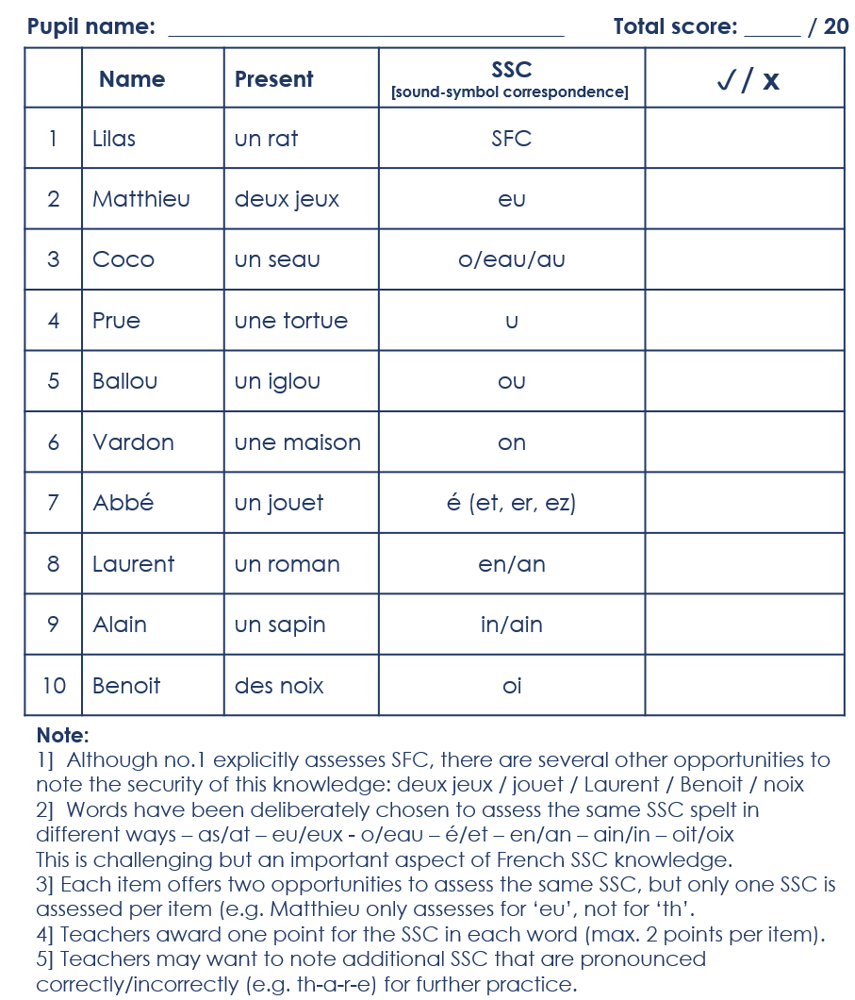 Pupil name: ___________________________________ Total score: _____ / 20
Name Present SSC ✓/ x
[sound-symbol correspondence]
1 Lilas un rat SFC
2 Matthieu deux jeux eu
3 Coco un seau o/eau/au
4 Prue une tortue u
5 Ballou un iglou ou
6 Vardon une maison on
7 Abbé un jouet é (et, er, ez)
8 Laurent un roman en/an
9 Alain un sapin in/ain
10 Benoit des noix oi
Note:
1] Although no.1 explicitly assesses SFC, there are several other opportunities to
note the security of this knowledge: deux jeux / jouet / Laurent / Benoit / noix
2] Words have been deliberately chosen to assess the same SSC spelt in
different ways – as/at – eu/eux - o/eau – é/et – en/an – ain/in – oit/oix
This is challenging but an important aspect of French SSC knowledge.
3] Each item offers two opportunities to assess the same SSC, but only one SSC is
assessed per item (e.g. Matthieu only assesses for ‘eu’, not for ‘th’.
4] Teachers award one point for the SSC in each word (max. 2 points per item).
5] Teachers may want to note additional SSC that are pronounced
correctly/incorrectly (e.g. th-a-r-e) for further practice.